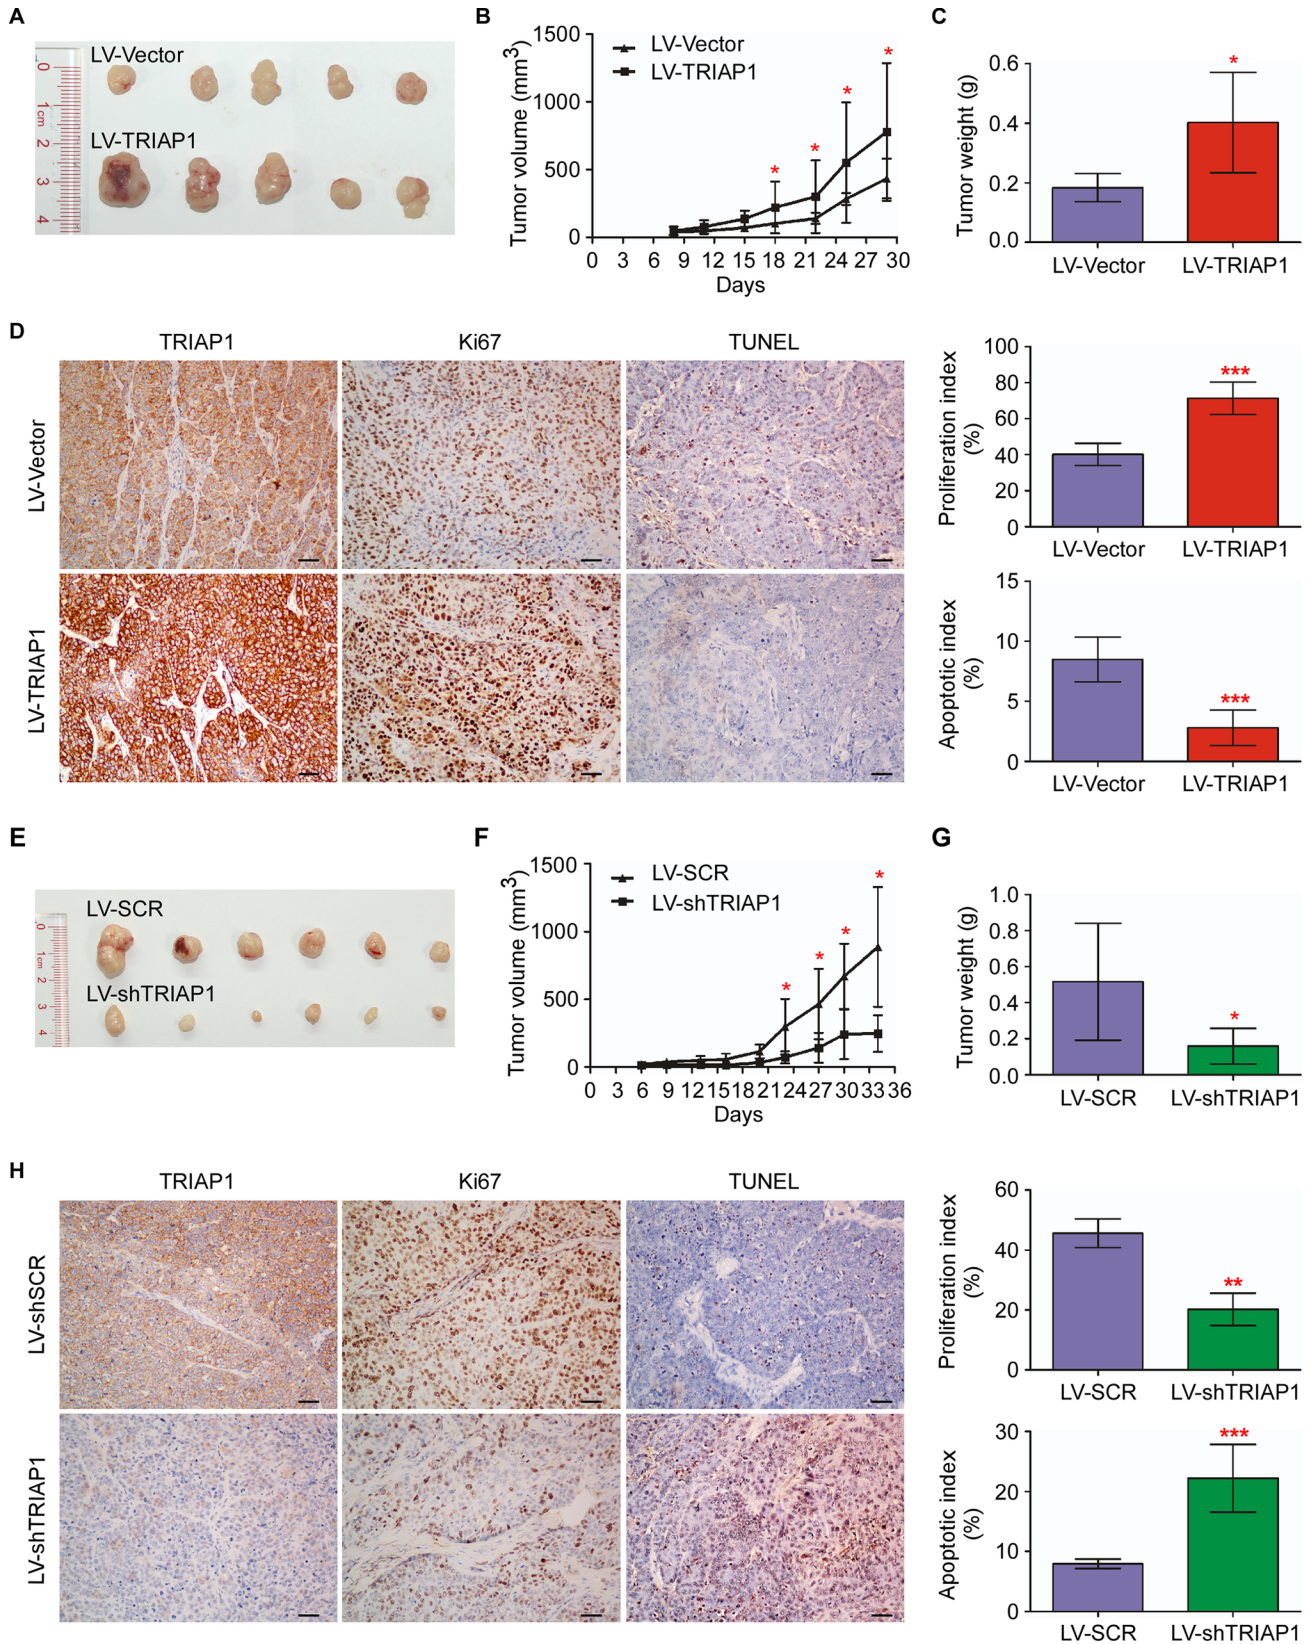 A
LV-Vector
LV-TRIAP1
0
1cm
2
3
4
B
Tumor volume (mm3)
1500
1000
500
0
LV-Vector
LV-TRIAP1
* * * *
0 3 6 9 12 15 18 21 24 27 30
Days
C
Tumor weight (g)
0.6
0.4
0.2
0.0
*
LV-Vector LV-TRIAP1
D
TRIAP1 Ki67 TUNEL
LV-Vector
LV-TRIAP1
Proliferation index
(%)
100
80
60
40
20
0
***
LV-Vector LV-TRIAP1
Apoptotic index
(%)
15
10
5
0
***
LV-Vector LV-TRIAP1
E
LV-SCR
LV-shTRIAP1
0
1cm
2
3
4
F
Tumor volume (mm3)
1500
1000
500
0
LV-SCR
LV-shTRIAP1
* * * *
0 3 6 9 12 15 18 21 24 27 30 33 36
Days
G
Tumor weight (g)
1.0
0.8
0.6
0.4
0.2
0.0
*
LV-SCR LV-shTRIAP1
H
TRIAP1 Ki67 TUNEL
LV-shSCR
LV-shTRIAP1
Proliferation index
(%)
60
40
20
0
**
LV-SCR LV-shTRIAP1
Apoptotic index
(%)
30
20
10
0
***
LV-SCR LV-shTRIAP1